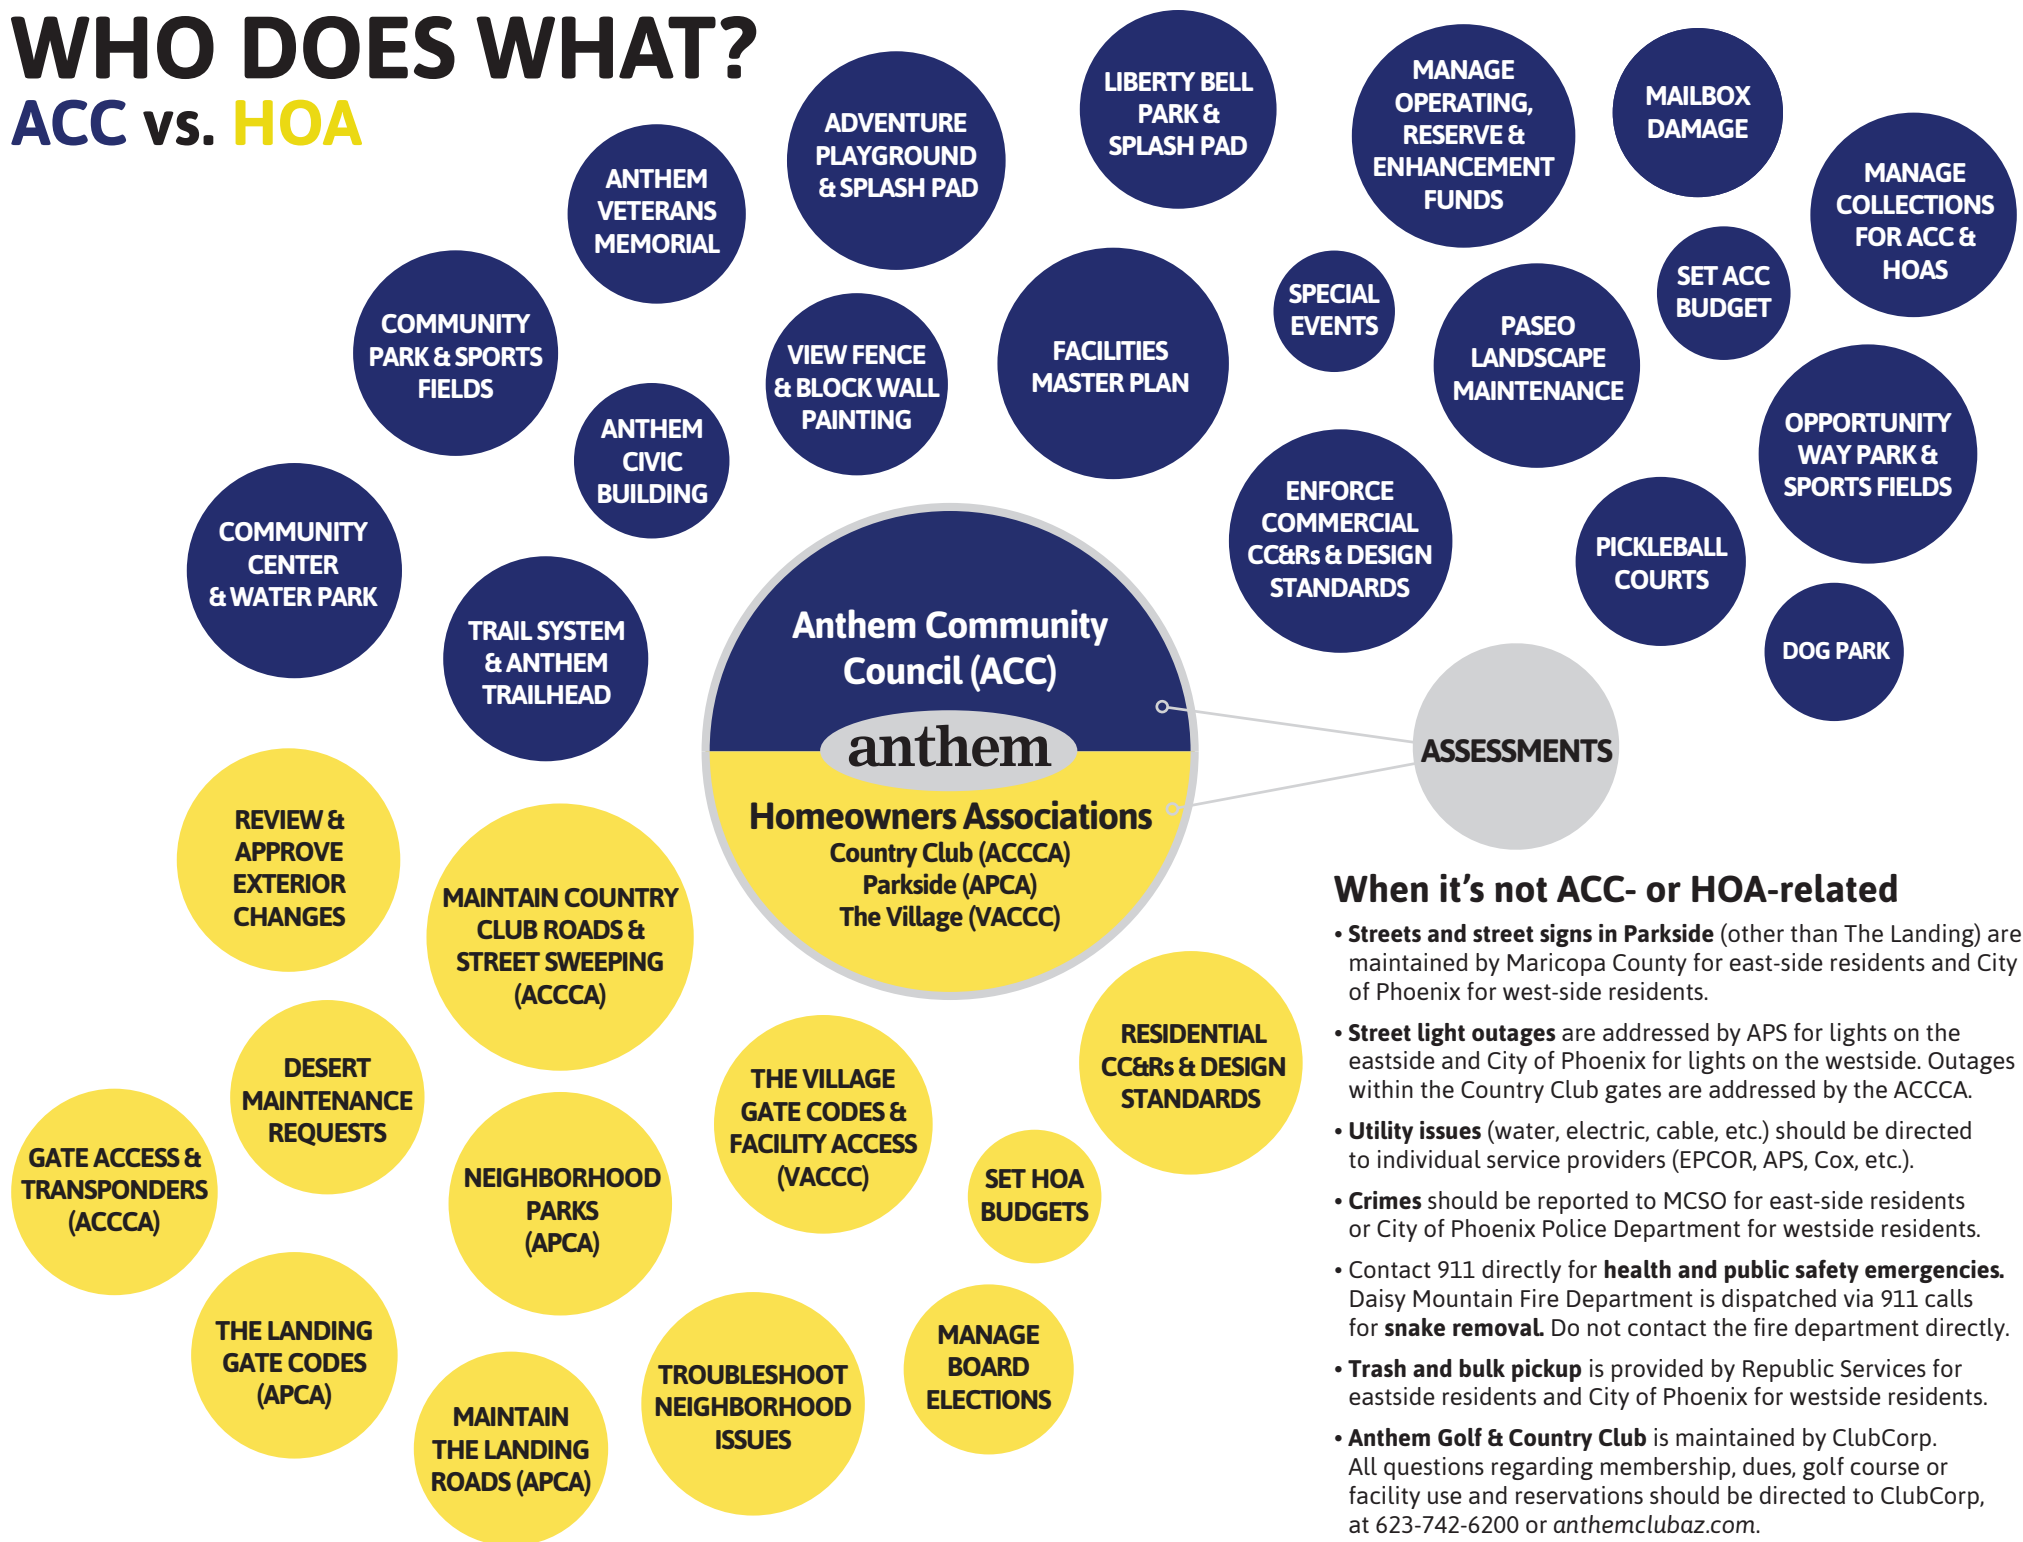 WHO DOES WHAT?
ACC vs. HOA
ANTHEM
VETERANS
MEMORIAL
ADVENTURE
PLAYGROUND
& SPLASH PAD
LIBERTY BELL
PARK &
SPLASH PAD
MANAGE
OPERATING,
RESERVE &
ENHANCEMENT
FUNDS
MAILBOX
DAMAGE
MANAGE
COLLECTIONS
FOR ACC &
HOAS
COMMUNITY
PARK & SPORTS
FIELDS
ANTHEM
CIVIC
BUILDING
VIEW FENCE
& BLOCK WALL
PAINTING
FACILITIES
MASTER PLAN
SPECIAL
EVENTS
PASEO
LANDSCAPE
MAINTENANCE
SET ACC
BUDGET
OPPORTUNITY
WAY PARK &
SPORTS FIELDS
COMMUNITY
CENTER
& WATER PARK
TRAIL SYSTEM
& ANTHEM
TRAILHEAD
ENFORCE
COMMERCIAL
CC&Rs & DESIGN
STANDARDS
PICKLEBALL
COURTS
DOG PARK
Anthem Community
Council (ACC)
anthem
Homeowners Associations
Country Club (ACCCA)
Parkside (APCA)
The Village (VACCC)
ASSESSMENTS
REVIEW &
APPROVE
EXTERIOR
CHANGES
MAINTAIN COUNTRY
CLUB ROADS &
STREET SWEEPING
(ACCCA)
DESERT
MAINTENANCE
REQUESTS
GATE ACCESS &
TRANSPONDERS
(ACCCA)
NEIGHBORHOOD
PARKS
(APCA)
THE VILLAGE
GATE CODES &
FACILITY ACCESS
(VACCC)
RESIDENTIAL
CC&Rs & DESIGN
STANDARDS
SET HOA
BUDGETS
THE LANDING
GATE CODES
(APCA)
MAINTAIN
THE LANDING
ROADS (APCA)
TROUBLESHOOT
NEIGHBORHOOD
ISSUES
MANAGE
BOARD
ELECTIONS
When it's not ACC- or HOA-related
• Streets and street signs in Parkside (other than The Landing) are
maintained by Maricopa County for east-side residents and City
of Phoenix for west-side residents.
• Street light outages are addressed by APS for lights on the
eastside and City of Phoenix for lights on the westside. Outages
within the Country Club gates are addressed by the ACCCA.
• Utility issues (water, electric, cable, etc.) should be directed
to individual service providers (EPCOR, APS, Cox, etc.).
• Crimes should be reported to MCSO for east-side residents
or City of Phoenix Police Department for westside residents.
• Contact 911 directly for health and public safety emergencies.
Daisy Mountain Fire Department is dispatched via 911 calls
for snake removal. Do not contact the fire department directly.
• Trash and bulk pickup is provided by Republic Services for
eastside residents and City of Phoenix for westside residents.
• Anthem Golf & Country Club is maintained by ClubCorp.
All questions regarding membership, dues, golf course or
facility use and reservations should be directed to ClubCorp,
at 623-742-6200 or anthemclubaz.com.